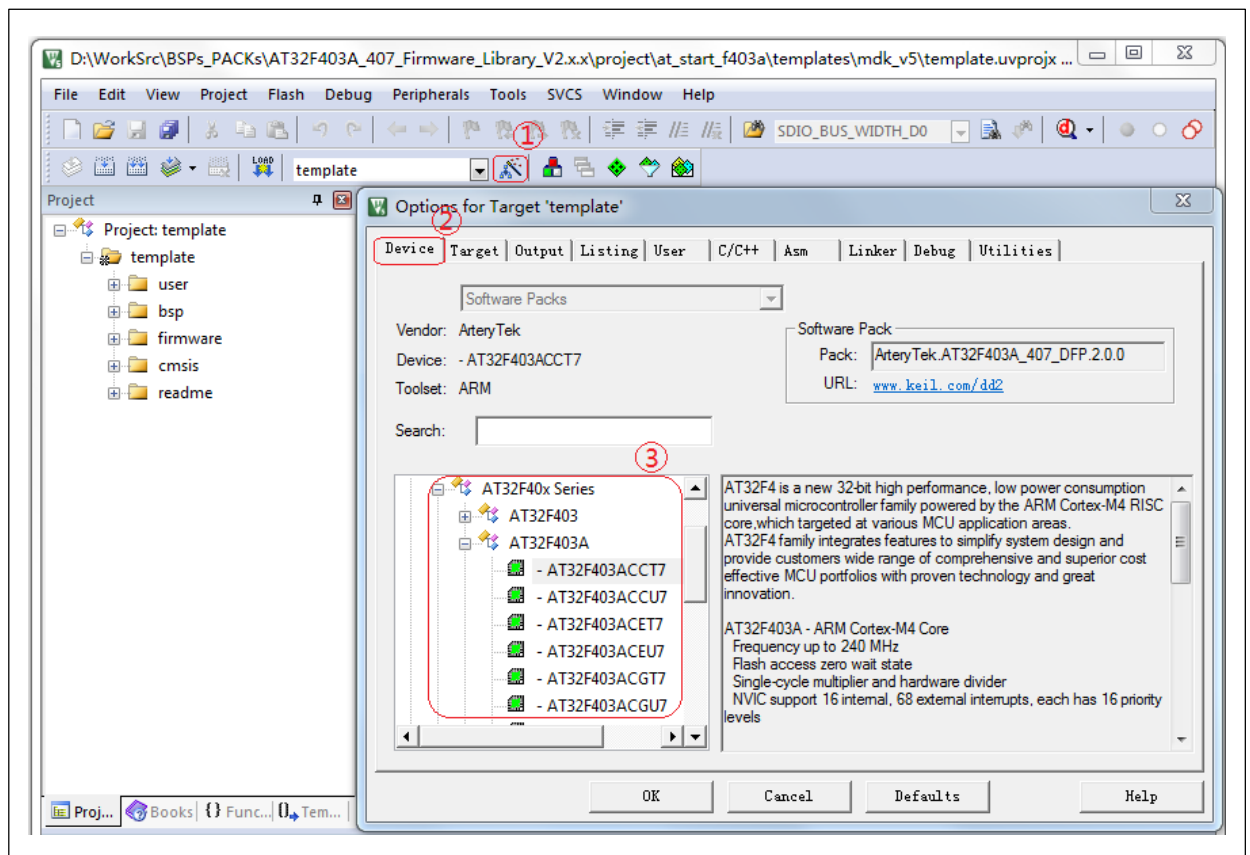 D:\WorkSrc\BSPs_PACKs\AT32F403A_407_Firmware_Library_V2.x.x\project\at_start_f403a\templates\mdk_v5\template.uvprojx ...
File Edit View Project Flash Debug Peripherals Tools SVCS Window Help
① SDIO_BUS_WIDTH_D0
LOAD template
Project
Project: template
template
user
bsp
firmware
cmsis
readme
Proj... Books {} Func... 0 Tem...
Options for Target 'template'
②
Device Target Output Listing User C/C++ Asm Linker Debug Utilities
Software Packs
Vendor: ArteryTek
Device: - AT32F403ACCT7
Toolset: ARM
Software Pack
Pack: ArteryTek.AT32F403A_407_DFP.2.0.0
URL: www.keil.com/dd2
Search:
③
AT32F40x Series
AT32F403
AT32F403A
- AT32F403ACCT7
- AT32F403ACCU7
- AT32F403ACET7
- AT32F403ACEU7
- AT32F403ACGT7
- AT32F403ACGU7
AT32F4 is a new 32-bit high performance, low power consumption
universal microcontroller family powered by the ARM Cortex-M4 RISC
core,which targeted at various MCU application areas.
AT32F4 family integrates features to simplify system design and
provide customers wide range of comprehensive and superior cost
effective MCU portfolios with proven technology and great
innovation.
AT32F403A - ARM Cortex-M4 Core
Frequency up to 240 MHz
Flash access zero wait state
Single-cycle multiplier and hardware divider
NVIC support 16 internal, 68 external interrupts, each has 16 priority
levels
OK Cancel Defaults Help